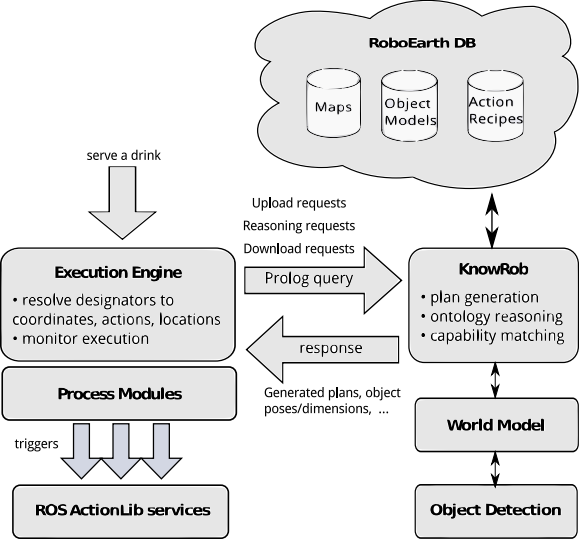 RoboEarth DB
Maps
Object
Models
Action
Recipes
serve a drink
Upload requests
Reasoning requests
Download requests
Prolog query
Execution Engine
• resolve designators to
coordinates, actions, locations
• monitor execution
KnowRob
• plan generation
• ontology reasoning
• capability matching
response
Generated plans, object
poses/dimensions, ...
Process Modules
World Model
triggers
ROS ActionLib services
Object Detection